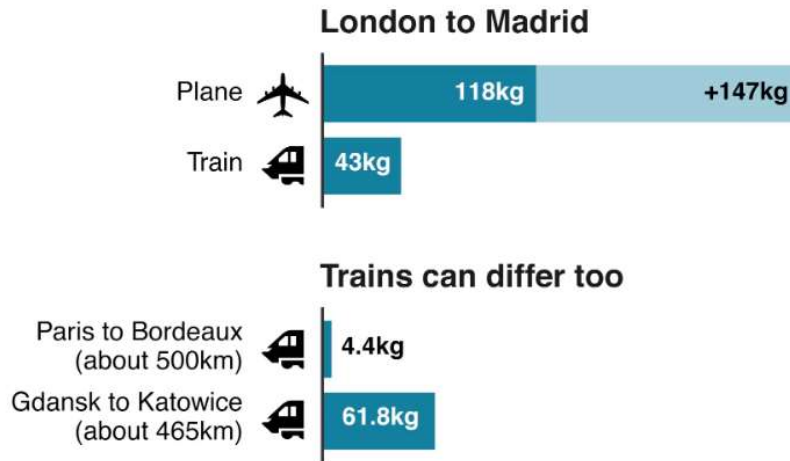 London to Madrid
Plane 118kg +147kg
Train 43kg
Trains can differ too
Paris to Bordeaux
(about 500km) 4.4kg
Gdansk to Katowice
(about 465km) 61.8kg